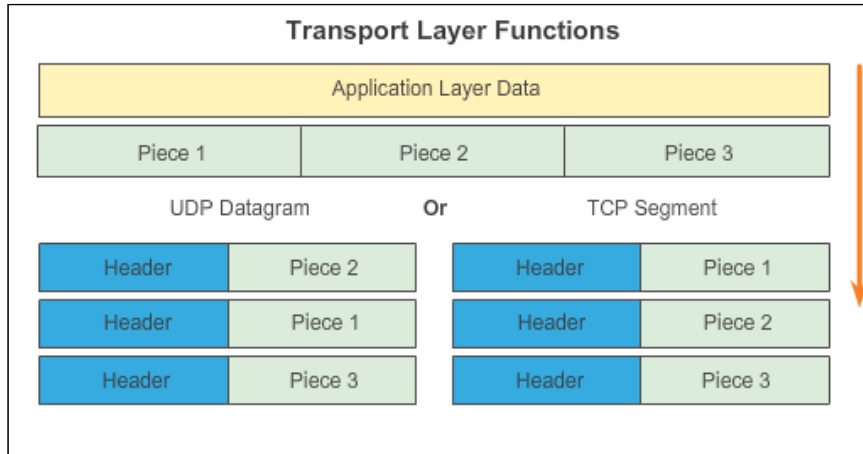 Transport Layer Functions
Application Layer Data
Piece 1 Piece 2 Piece 3
UDP Datagram Or TCP Segment
Header Piece 2 Header Piece 1
Header Piece 1 Header Piece 2
Header Piece 3 Header Piece 3